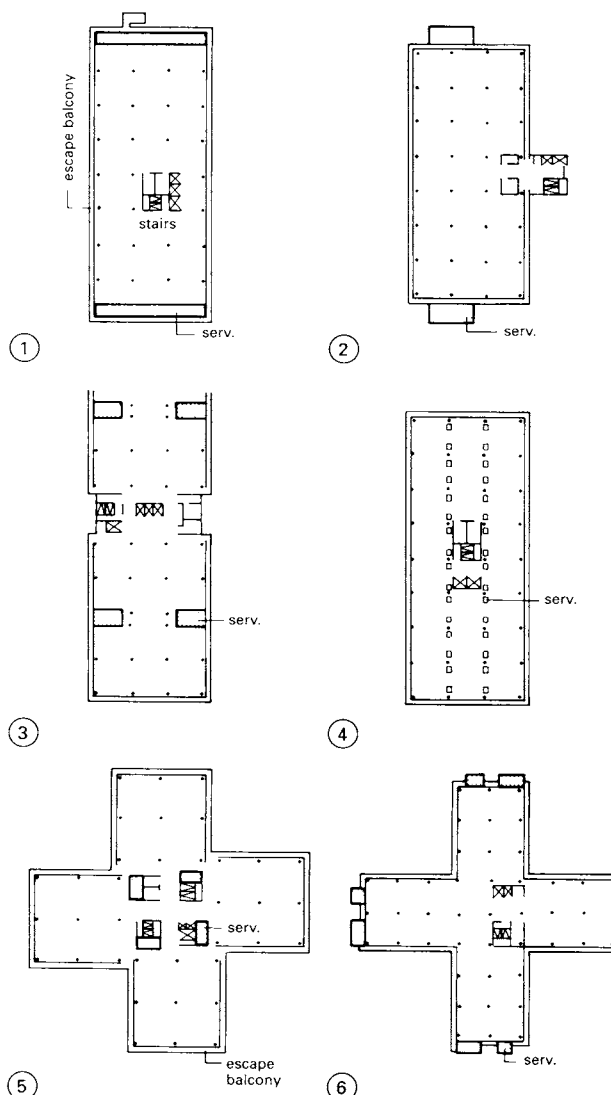 escape balcony
stairs
serv.
1
serv.
2
serv.
3
serv.
4
serv.
escape
balcony
5
serv.
6